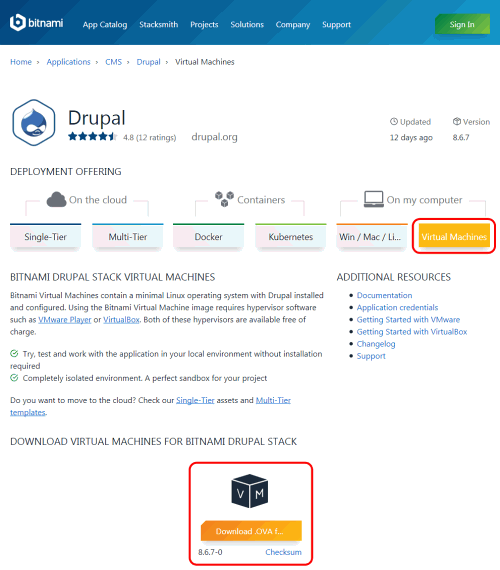 bitnami App Catalog Stacksmith Projects Solutions Company Support Sign In
Home › Applications › CMS › Drupal › Virtual Machines
Drupal
4.8 (12 ratings) drupal.org
Updated Version
12 days ago 8.6.7
DEPLOYMENT OFFERING
On the cloud Containers On my computer
Single-Tier Multi-Tier Docker Kubernetes Win / Mac / Li... Virtual Machines
BITNAMI DRUPAL STACK VIRTUAL MACHINES
Bitnami Virtual Machines contain a minimal Linux operating system with Drupal installed
and configured. Using the Bitnami Virtual Machine image requires hypervisor software
such as VMware Player or VirtualBox. Both of these hypervisors are available free of
charge.
Try, test and work with the application in your local environment without installation
required
Completely isolated environment. A perfect sandbox for your project
Do you want to move to the cloud? Check our Single-Tier assets and Multi-Tier
templates.
ADDITIONAL RESOURCES
• Documentation
• Application credentials
• Getting Started with VMware
• Getting Started with VirtualBox
• Changelog
• Support
DOWNLOAD VIRTUAL MACHINES FOR BITNAMI DRUPAL STACK
V M
Download .OVA f...
8.6.7-0 Checksum